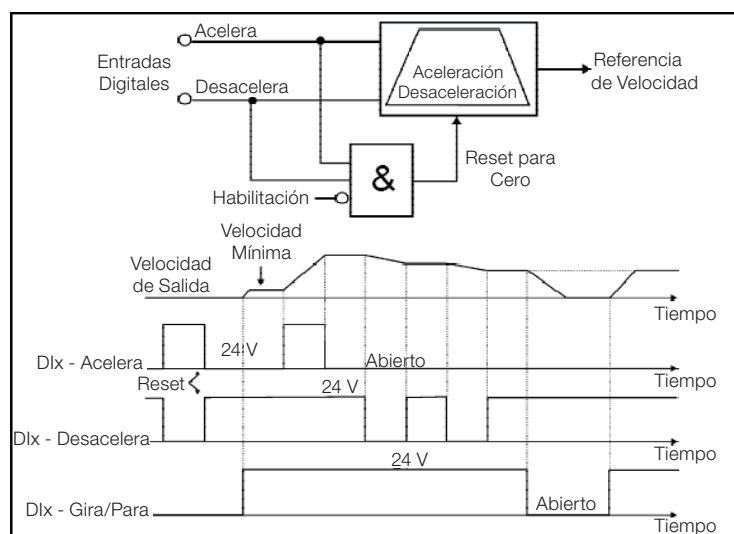 Acelera
Entradas
Digitales
Desacelera
Aceleración
Desaceleración
Referencia
de Velocidad
&
Habilitación
Reset para
Cero
Velocidad
Mínima
Velocidad
de Salida
Tiempo
DIx - Acelera
24 V
Abierto
Tiempo
Reset
24 V
DIx - Desacelera
Tiempo
24 V
DIx - Gira/Para
Abierto
Tiempo